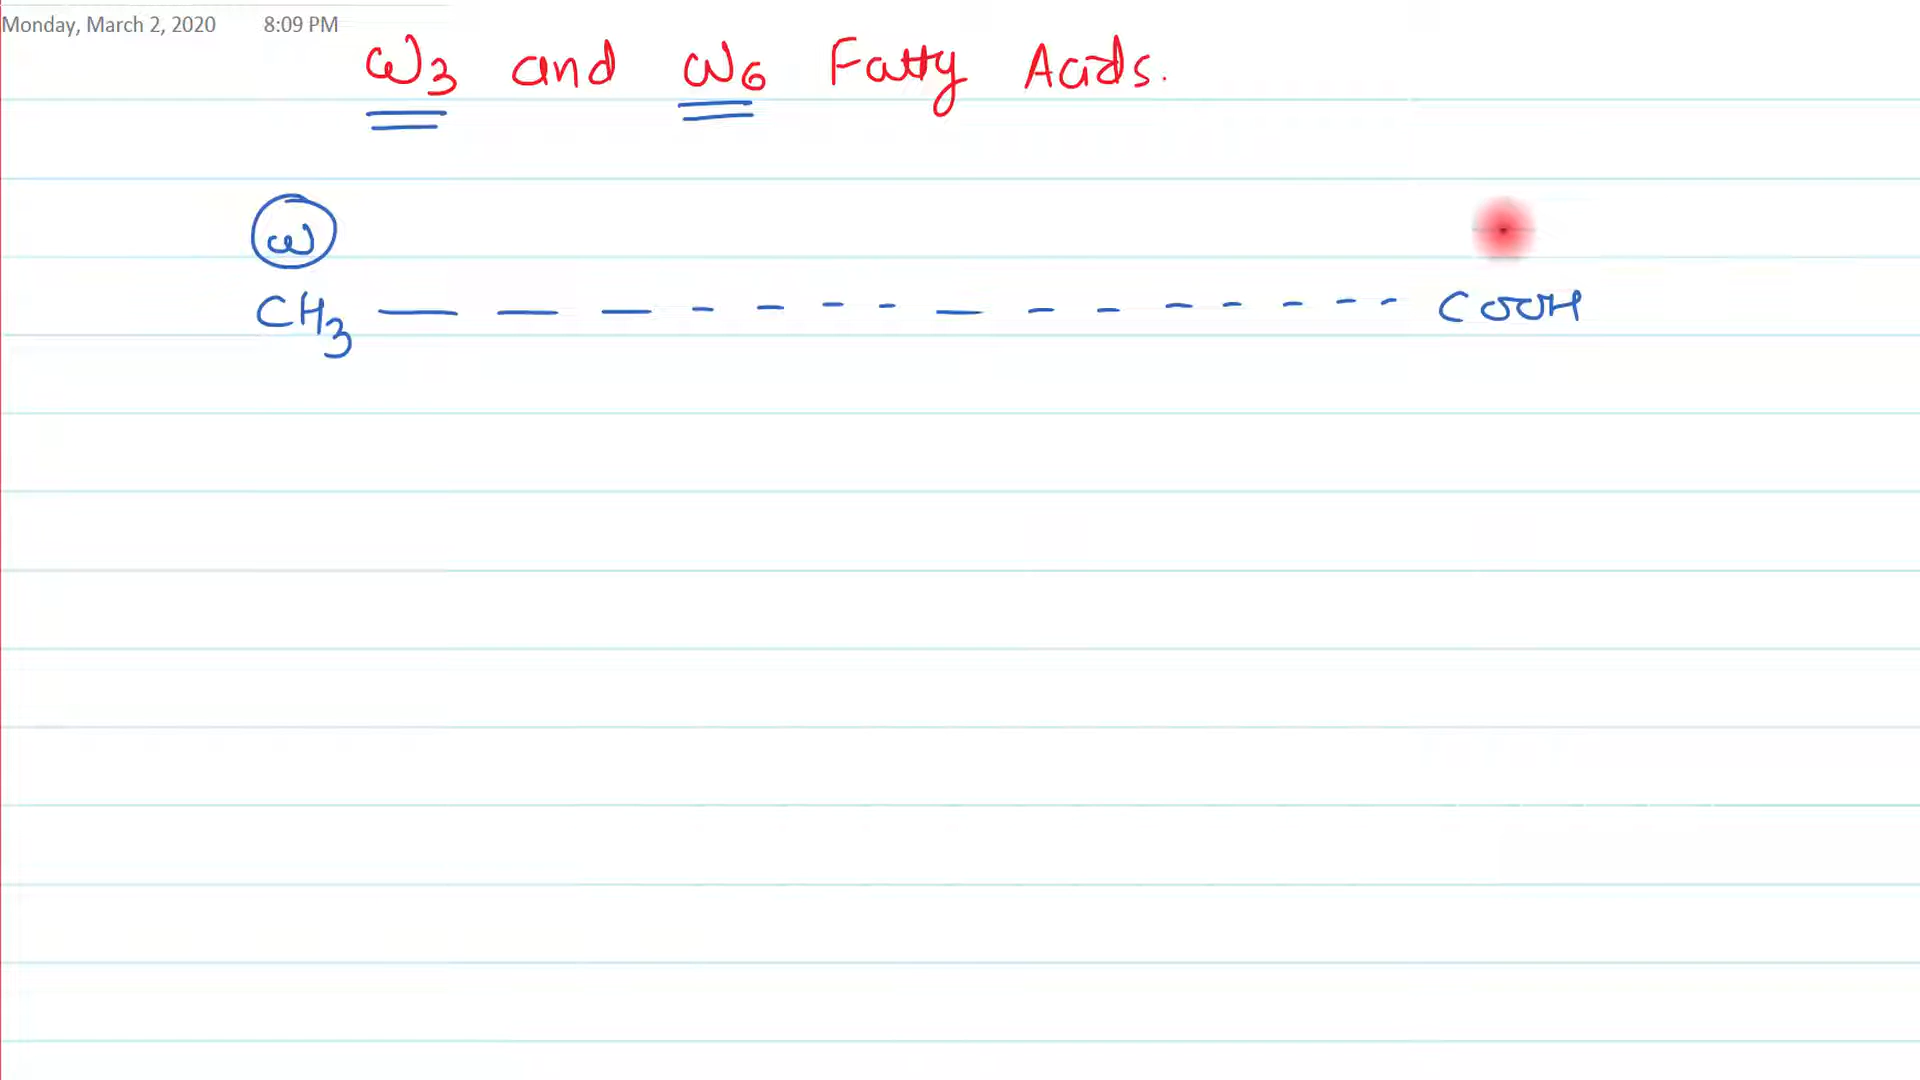 Monday, March 2, 2020 8:09 PM
ω3 and ω6 Fatty Acids.
ω
CH3 — — — - - - - — - - - - - - - COOH